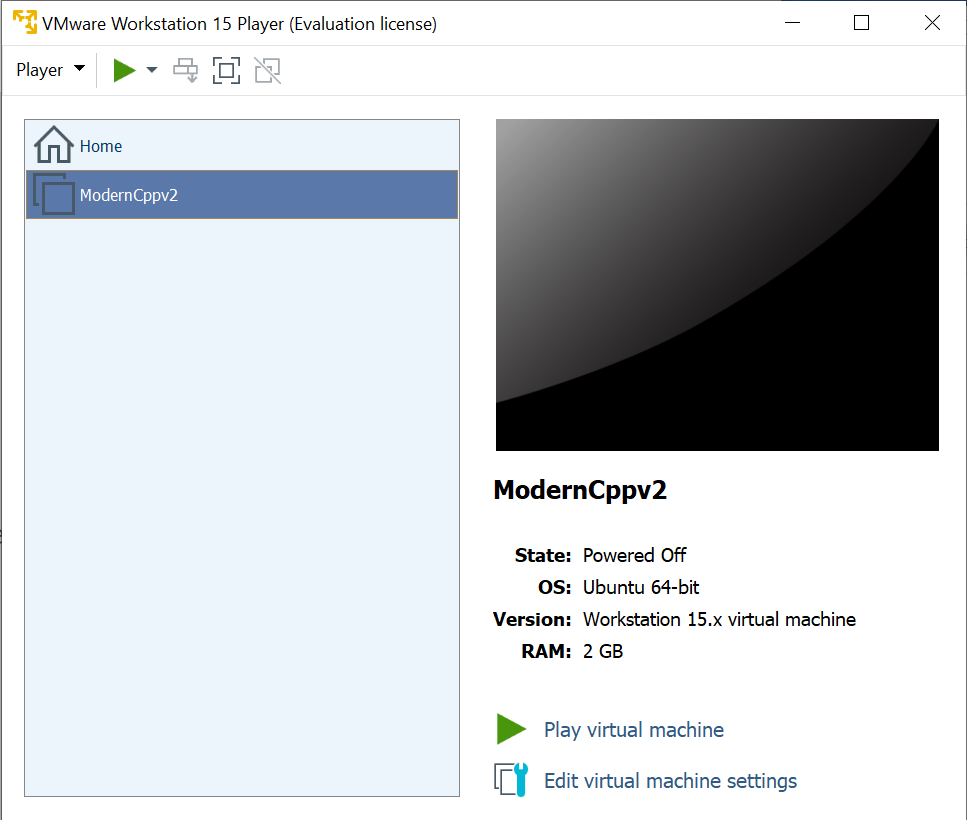 VMware Workstation 15 Player (Evaluation license)
Player
Home
ModernCppv2
ModernCppv2
State: Powered Off
OS: Ubuntu 64-bit
Version: Workstation 15.x virtual machine
RAM: 2 GB
Play virtual machine
Edit virtual machine settings